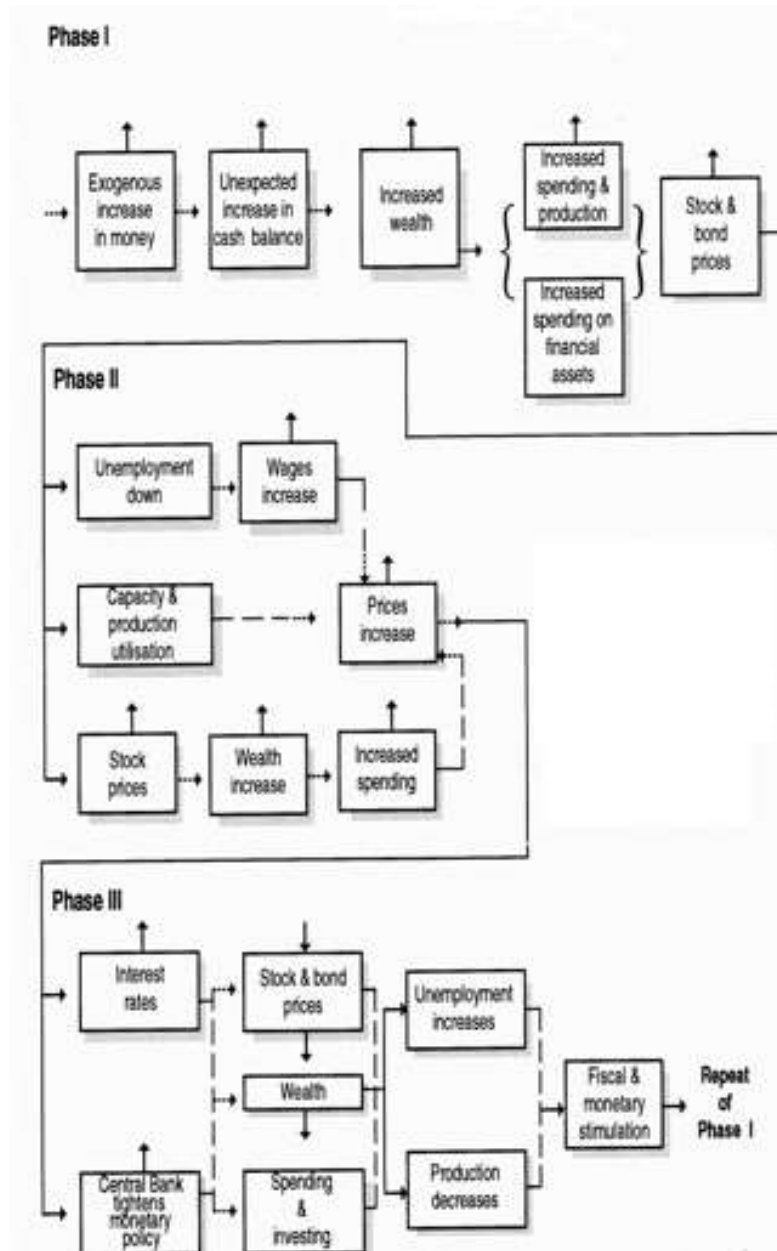 Phase I
Exogenous
increase
in money
Unexpected
increase in
cash balance
Increased
wealth
Increased
spending &
production
Increased
spending on
financial
assets
Stock &
bond
prices
Phase II
Unemployment
down
Wages
increase
Capacity &
production
utilisation
Prices
increase
Stock
prices
Wealth
increase
Increased
spending
Phase III
Interest
rates
Stock & bond
prices
Unemployment
increases
Wealth
Fiscal &
monetary
stimulation
Repeat
of
Phase I
Central Bank
tightens
monetary
policy
Spending
&
investing
Production
decreases